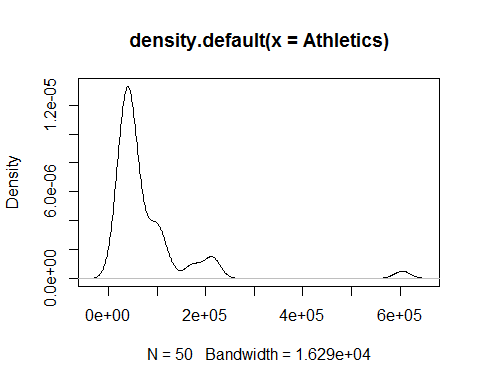 density.default(x = Athletics)
Density
1.2e-05
6.0e-06
0.0e+00
0e+00 2e+05 4e+05 6e+05
N = 50 Bandwidth = 1.629e+04